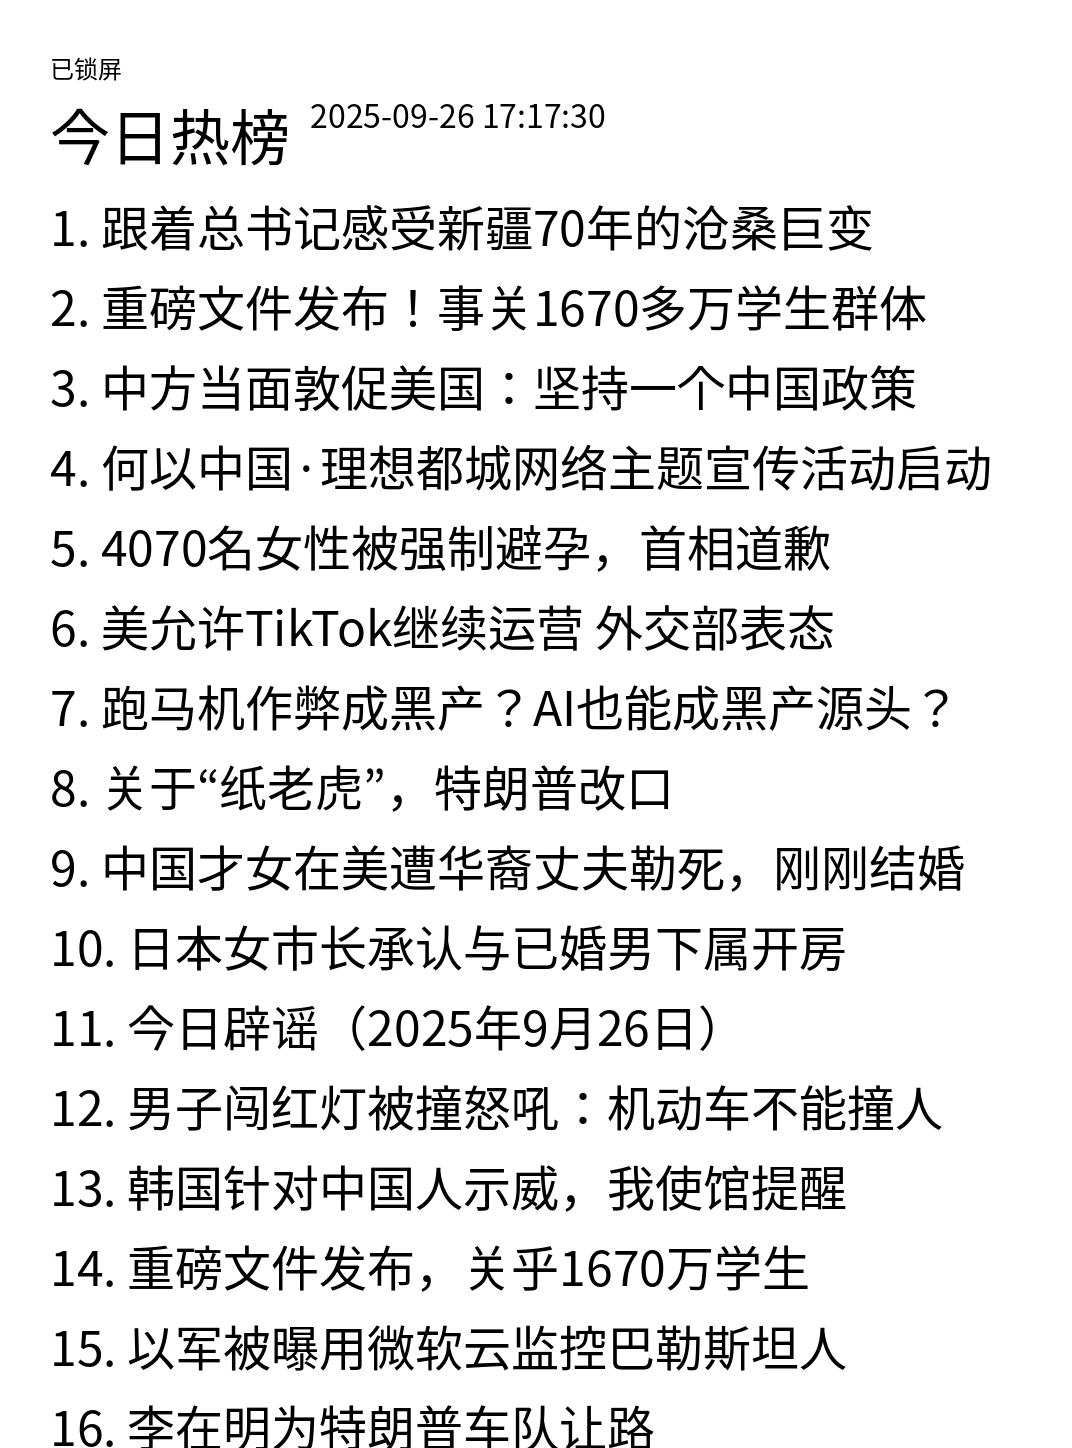 已锁屏
今日热榜 2025-09-26 17:17:30
1. 跟着总书记感受新疆70年的沧桑巨变
2. 重磅文件发布！事关1670多万学生群体
3. 中方当面敦促美国：坚持一个中国政策
4. 何以中国·理想都城网络主题宣传活动启动
5. 4070名女性被强制避孕，首相道歉
6. 美允许TikTok继续运营 外交部表态
7. 跑马机作弊成黑产？AI也能成黑产源头？
8. 关于“纸老虎”，特朗普改口
9. 中国才女在美遭华裔丈夫勒死，刚刚结婚
10. 日本女市长承认与已婚男下属开房
11. 今日辟谣（2025年9月26日）
12. 男子闯红灯被撞怒吼：机动车不能撞人
13. 韩国针对中国人示威，我使馆提醒
14. 重磅文件发布，关乎1670万学生
15. 以军被曝用微软云监控巴勒斯坦人
16. 李在明为特朗普车队让路